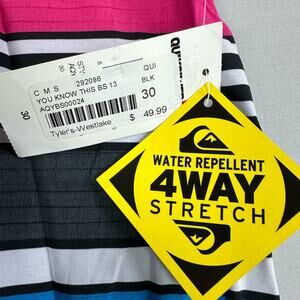 C M S 292096 QUI
YOU KNOW THIS BS 13 BLK
AQYBS00024 30
Tyler's-Westlake $ 49.99
30
30
WATER REPELLENT
4WAY
STRETCH